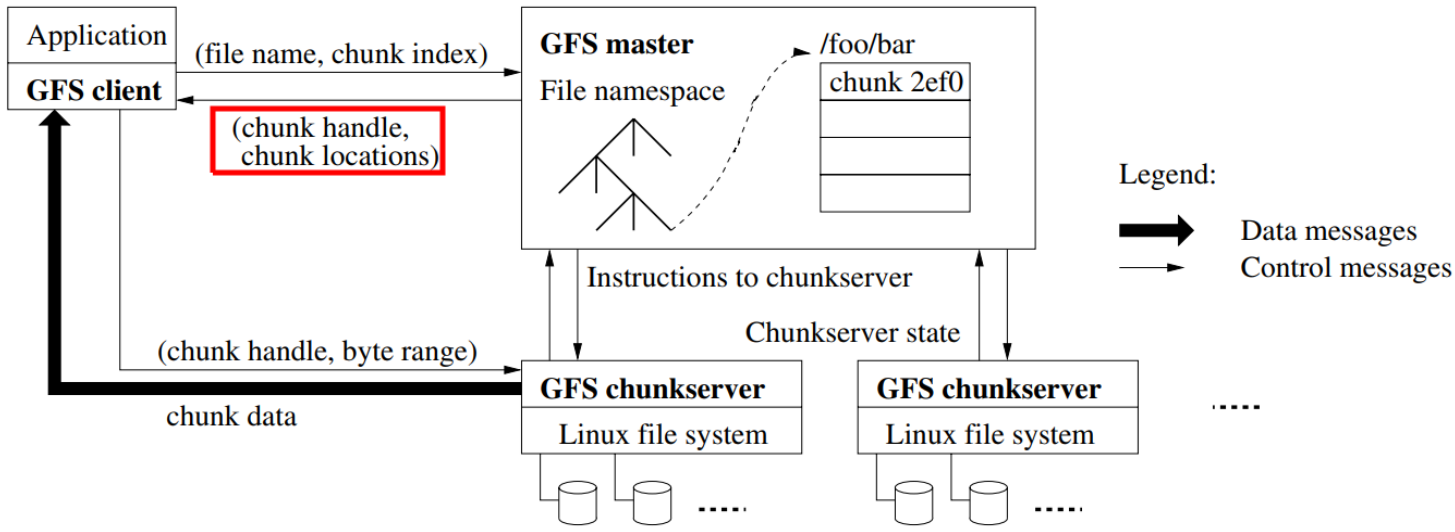 Application
GFS client
(file name, chunk index)
(chunk handle,
chunk locations)
GFS master
File namespace
/foo/bar
chunk 2ef0
Legend:
Data messages
Control messages
Instructions to chunkserver
Chunkserver state
(chunk handle, byte range)
chunk data
GFS chunkserver
Linux file system
GFS chunkserver
Linux file system